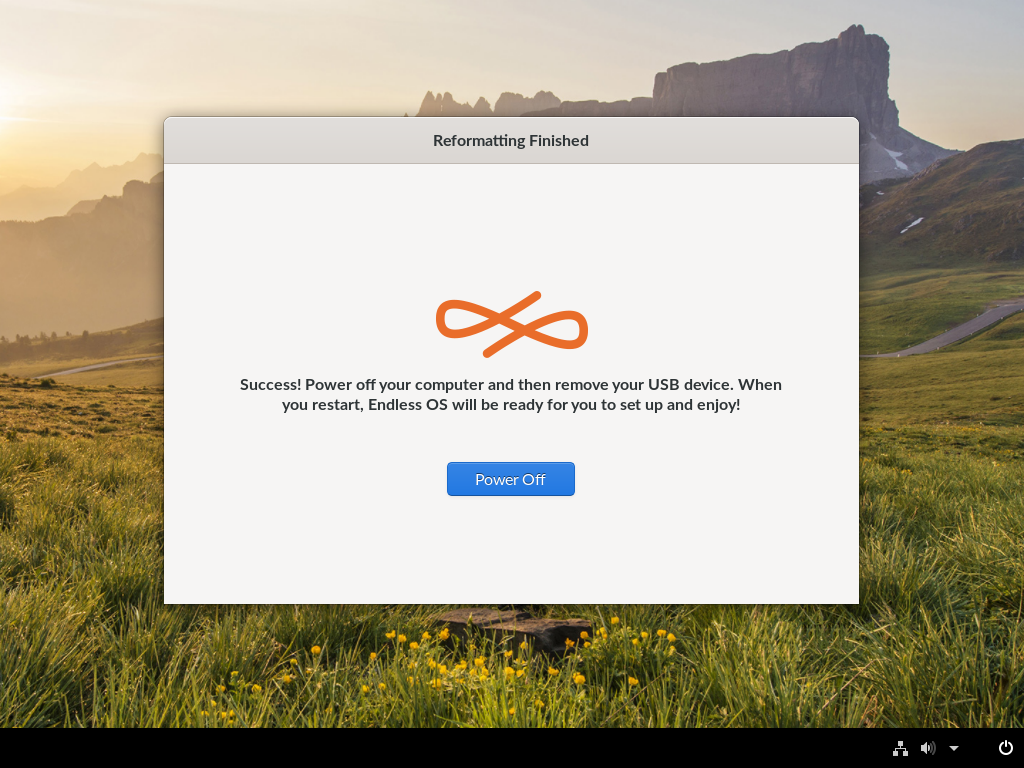 Reformatting Finished
Success! Power off your computer and then remove your USB device. When
you restart, Endless OS will be ready for you to set up and enjoy!
Power Off